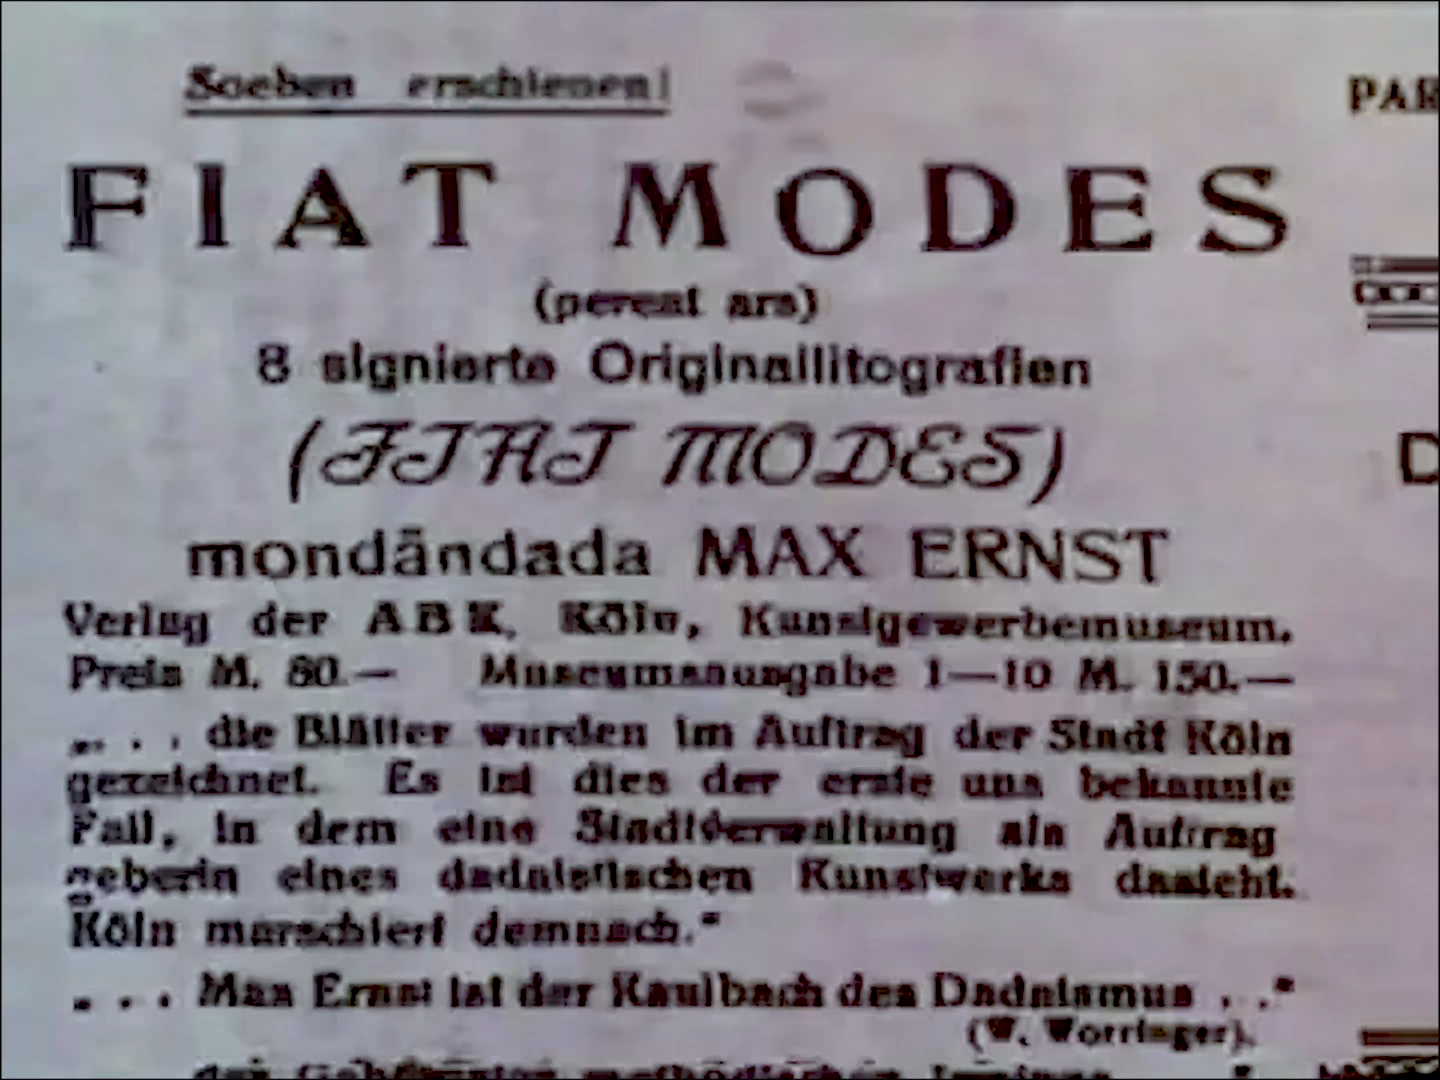 Soeben erschienen!
FIAT MODES
(pereat ars)
8 signierte Originallitografien
(FIAT MODES)
mondändada MAX ERNST
Verlag der ABK, Köln, Kunstgewerbemuseum.
Preis M. 80.— Museumsausgabe 1—10 M. 150.—
„. . . die Blätter wurden im Auftrag der Stadt Köln
gezeichnet. Es ist dies der erste uns bekannte
Fall, in dem eine Stadtverwaltung als Auftrag
geberin eines dadaistischen Kunstwerks dasteht.
Köln marschiert demnach.“
„ . . . Max Ernst ist der Kaulbach des Dadaismus . .“
(W. Worringer).
PAR
D